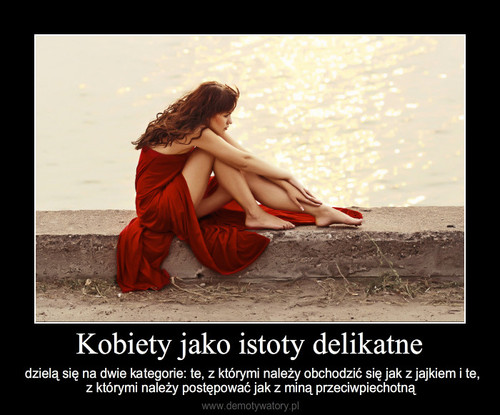 Kobiety jako istoty delikatne
dzielą się na dwie kategorie: te, z którymi należy obchodzić się jak z jajkiem i te,
z którymi należy postępować jak z miną przeciwpiechotną
www.demotywatory.pl